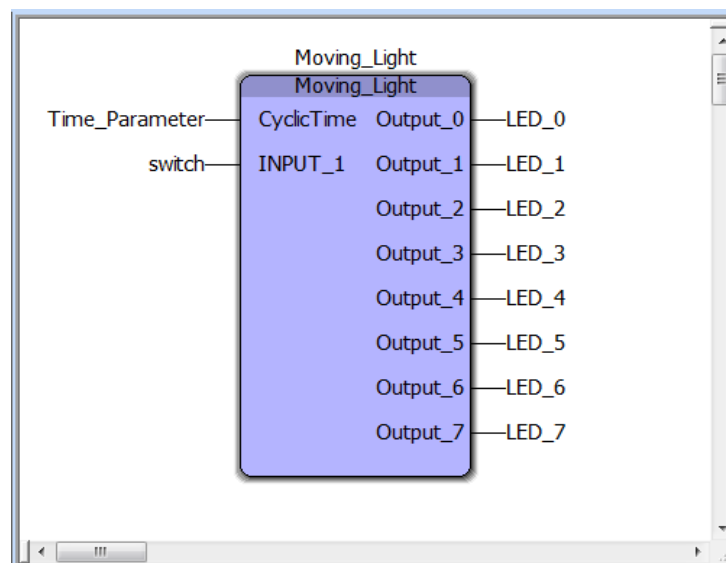 Moving_Light
Moving_Light
Time_Parameter CyclicTime Output_0 LED_0
switch INPUT_1 Output_1 LED_1
Output_2 LED_2
Output_3 LED_3
Output_4 LED_4
Output_5 LED_5
Output_6 LED_6
Output_7 LED_7